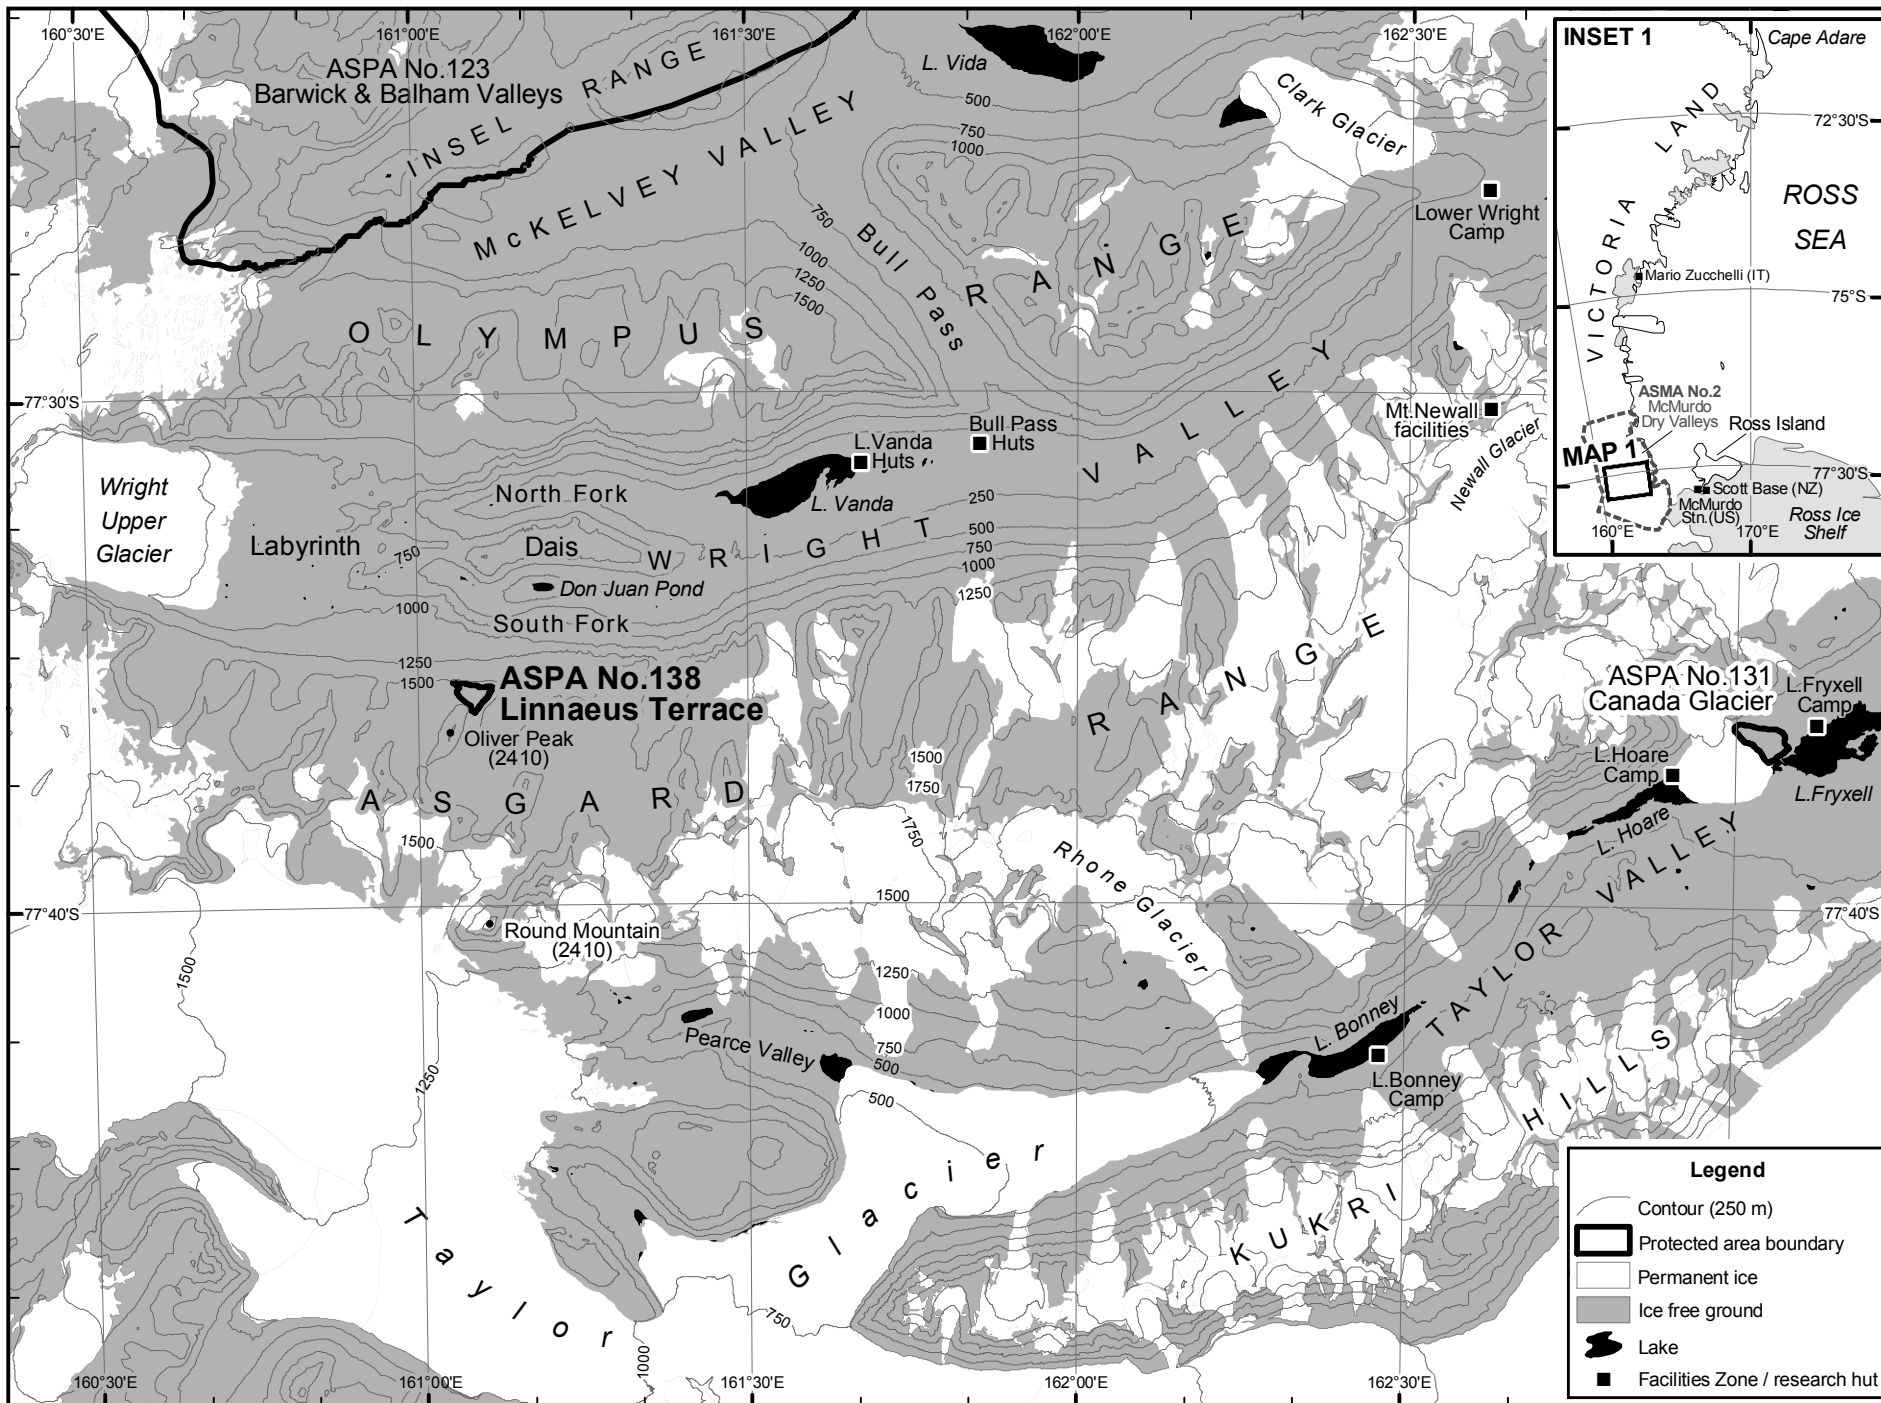 160°30'E
161°00'E
161°30'E
162°00'E
162°30'E
ASPA No.123
Barwick & Balham Valleys
INSEL RANGE
McKELVEY VALLEY
L. Vida
500
750
1000
Clark Glacier
Lower Wright
Camp
750
1000
1250
1500
Bull Pass
OLYMPUS RANGE
77°30'S
Mt.Newall
facilities
Newall Glacier
Bull Pass
Huts
L.Vanda
Huts
L. Vanda
Wright
Upper
Glacier
Labyrinth
North Fork
Dais
Don Juan Pond
South Fork
WRIGHT VALLEY
250
500
750
1000
1250
750
1000
1250
1500
ASPA No.138
Linnaeus Terrace
Oliver Peak
(2410)
ASGARD RANGE
1500
1750
1750
1500
ASPA No.131
Canada Glacier
L.Fryxell
Camp
L.Fryxell
L.Hoare
Camp
L. Hoare
TAYLOR VALLEY
Rhone Glacier
77°40'S
77°40'S
Round Mountain
(2410)
1500
1500
1250
1250
1000
750
500
500
Pearce Valley
L. Bonney
L.Bonney
Camp
KUKRI HILLS
Taylor Glacier
750
1000
160°30'E
161°00'E
161°30'E
162°00'E
162°30'E
INSET 1
Cape Adare
VICTORIA LAND
72°30'S
ROSS
SEA
Mario Zucchelli (IT)
75°S
ASMA No.2
McMurdo
Dry Valleys
Ross Island
MAP 1
77°30'S
Scott Base (NZ)
McMurdo
Stn.(US)
Ross Ice
Shelf
160°E
170°E
Legend
Contour (250 m)
Protected area boundary
Permanent ice
Ice free ground
Lake
Facilities Zone / research hut